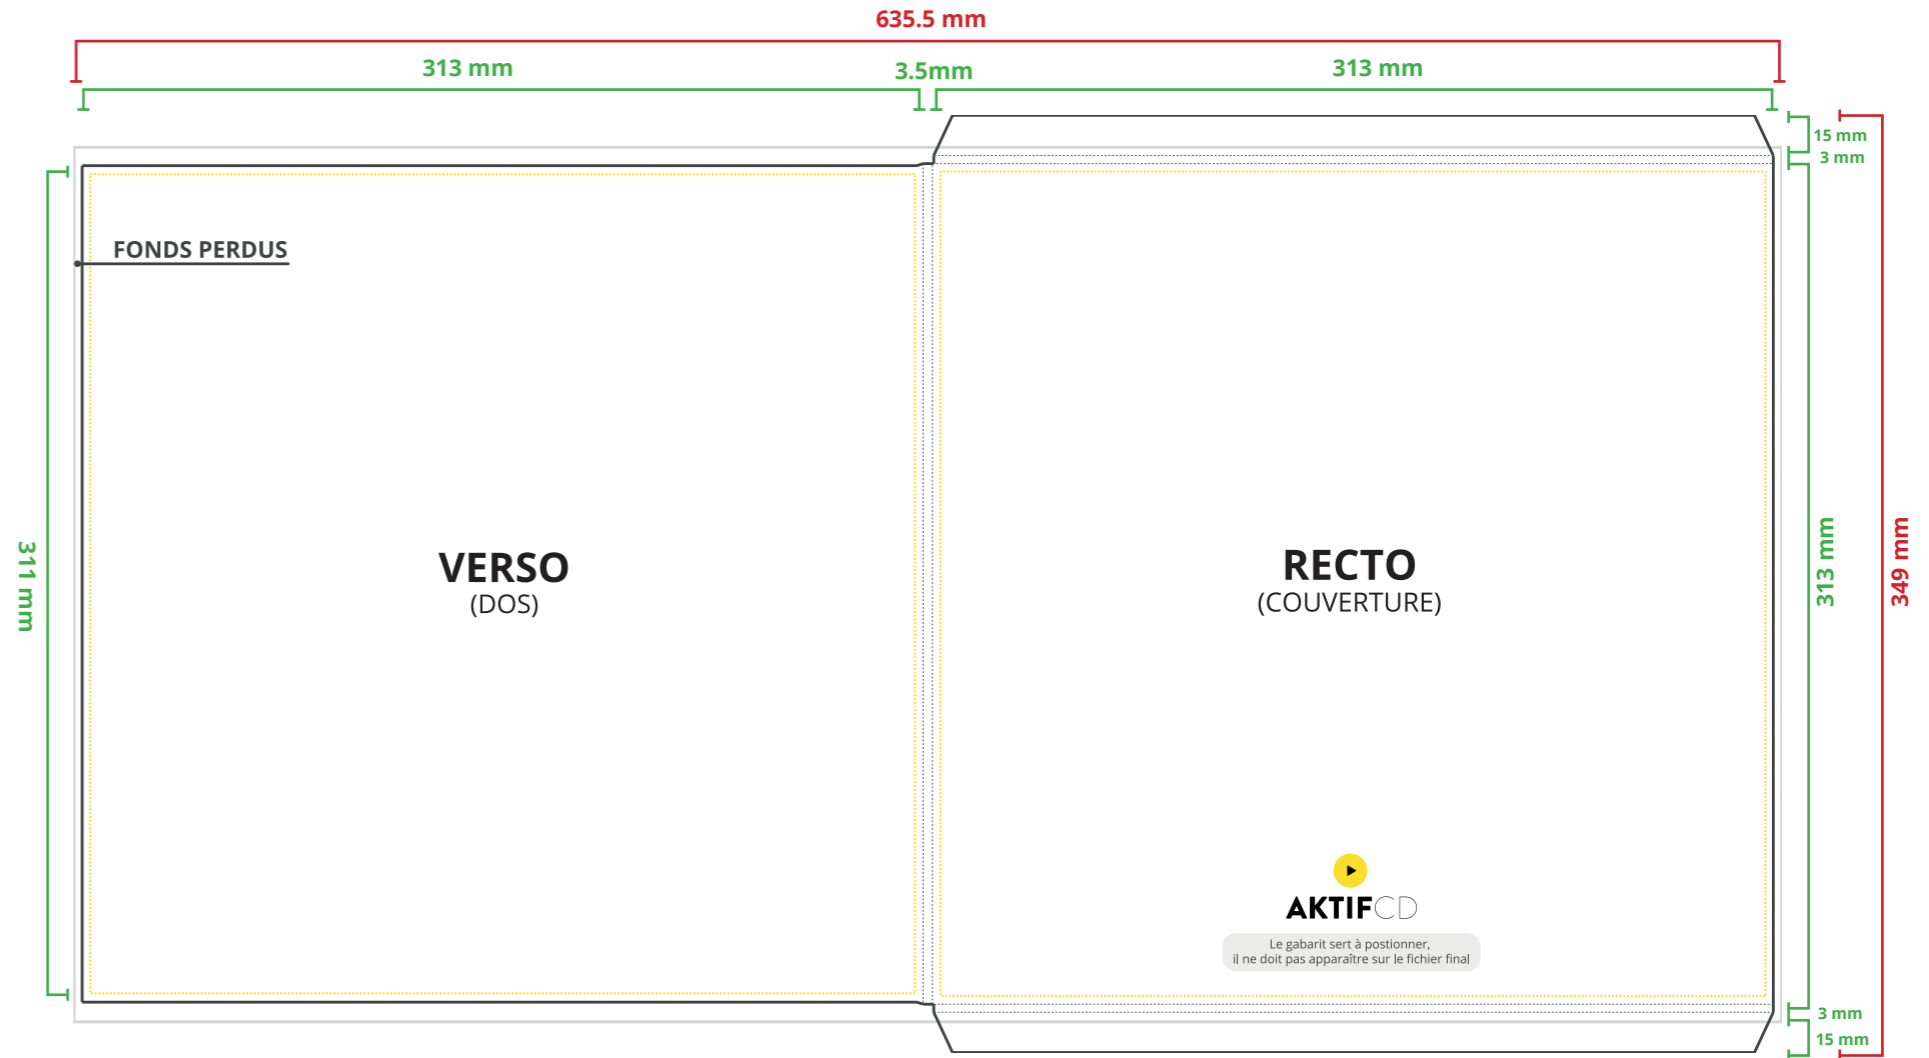 635.5 mm
313 mm
3.5mm
313 mm
15 mm
3 mm
FONDS PERDUS
311 mm
VERSO
(DOS)
RECTO
(COUVERTURE)
313 mm
349 mm
AKTIFCD
Le gabarit sert à postionner,
il ne doit pas apparaître sur le fichier final
3 mm
15 mm